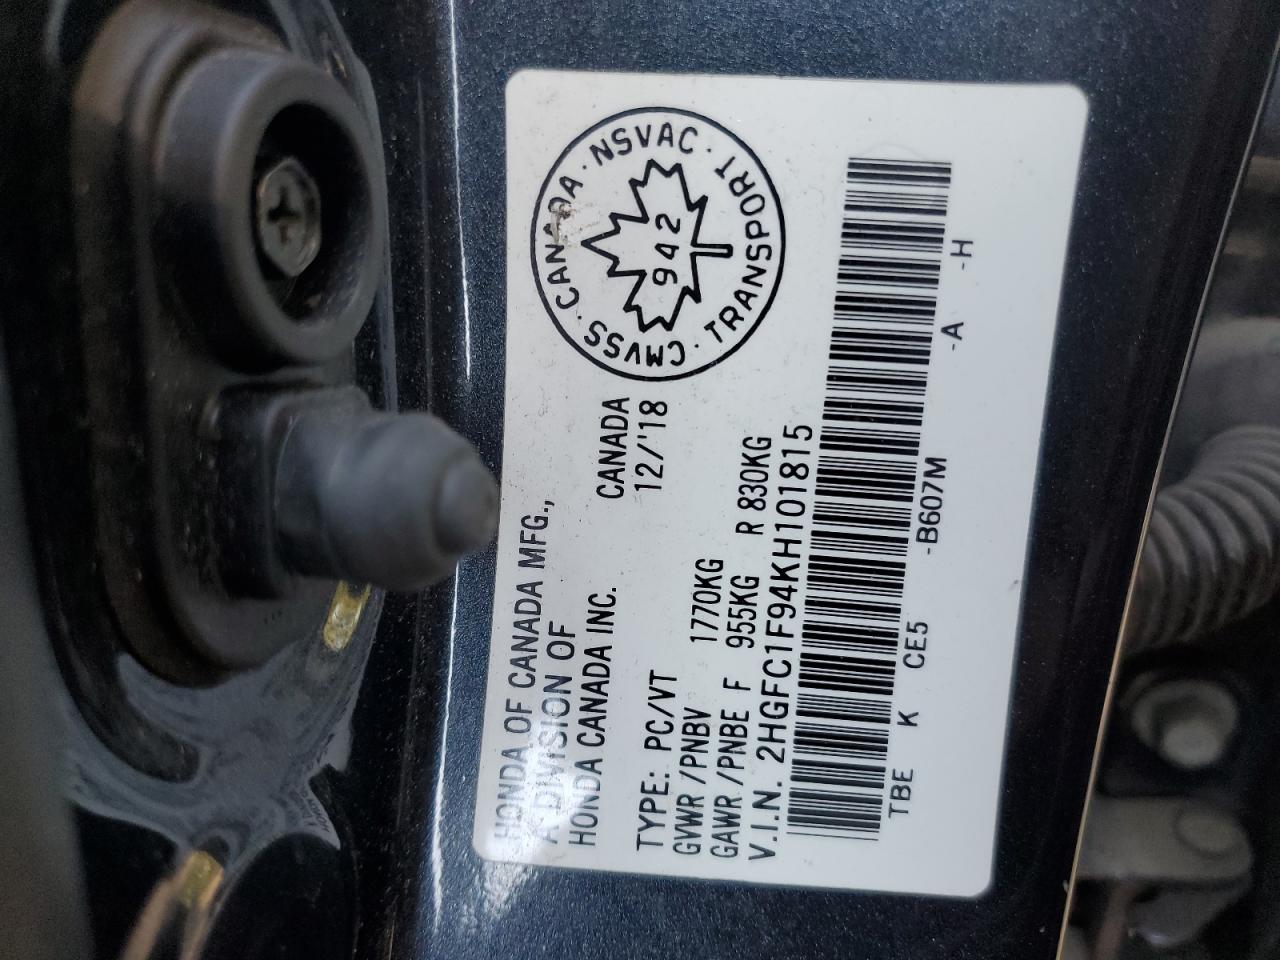 HONDA OF CANADA MFG.,
A DIVISION OF
HONDA CANADA INC.
CANADA
12/'18
CANADA · NSVAC · TRANSPORT · CMVSS ·
942
TYPE: PC/VT
GVWR/PNBV 1770KG
GAWR/PNBE F 955KG R 830KG
V.I.N. 2HGFC1F94KH101815
TBE K CE5 -B607M -A -H